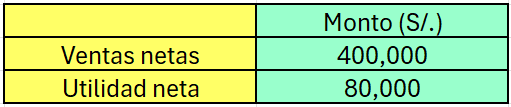 Monto (S/.)
Ventas netas 400,000
Utilidad neta 80,000